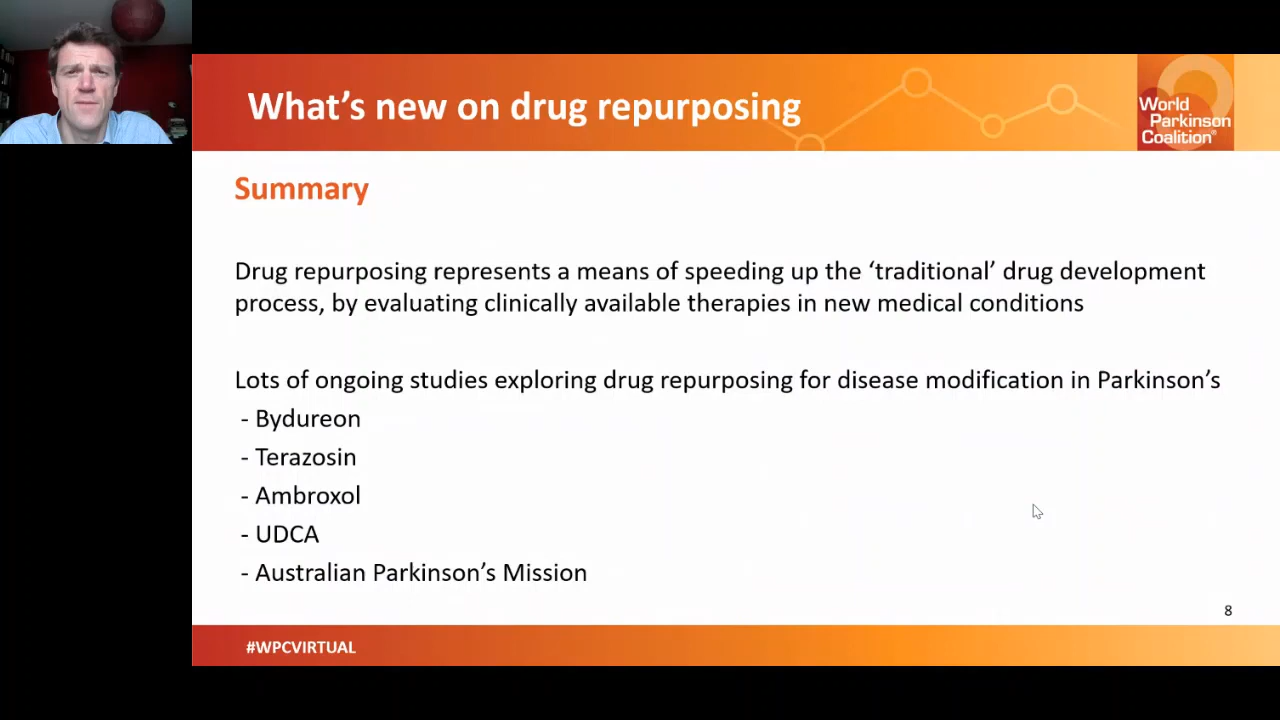 What's new on drug repurposing
World
Parkinson
Coalition®
Summary
Drug repurposing represents a means of speeding up the ‘traditional’ drug development
process, by evaluating clinically available therapies in new medical conditions
Lots of ongoing studies exploring drug repurposing for disease modification in Parkinson’s
- Bydureon
- Terazosin
- Ambroxol
- UDCA
- Australian Parkinson’s Mission
8
#WPCVIRTUAL